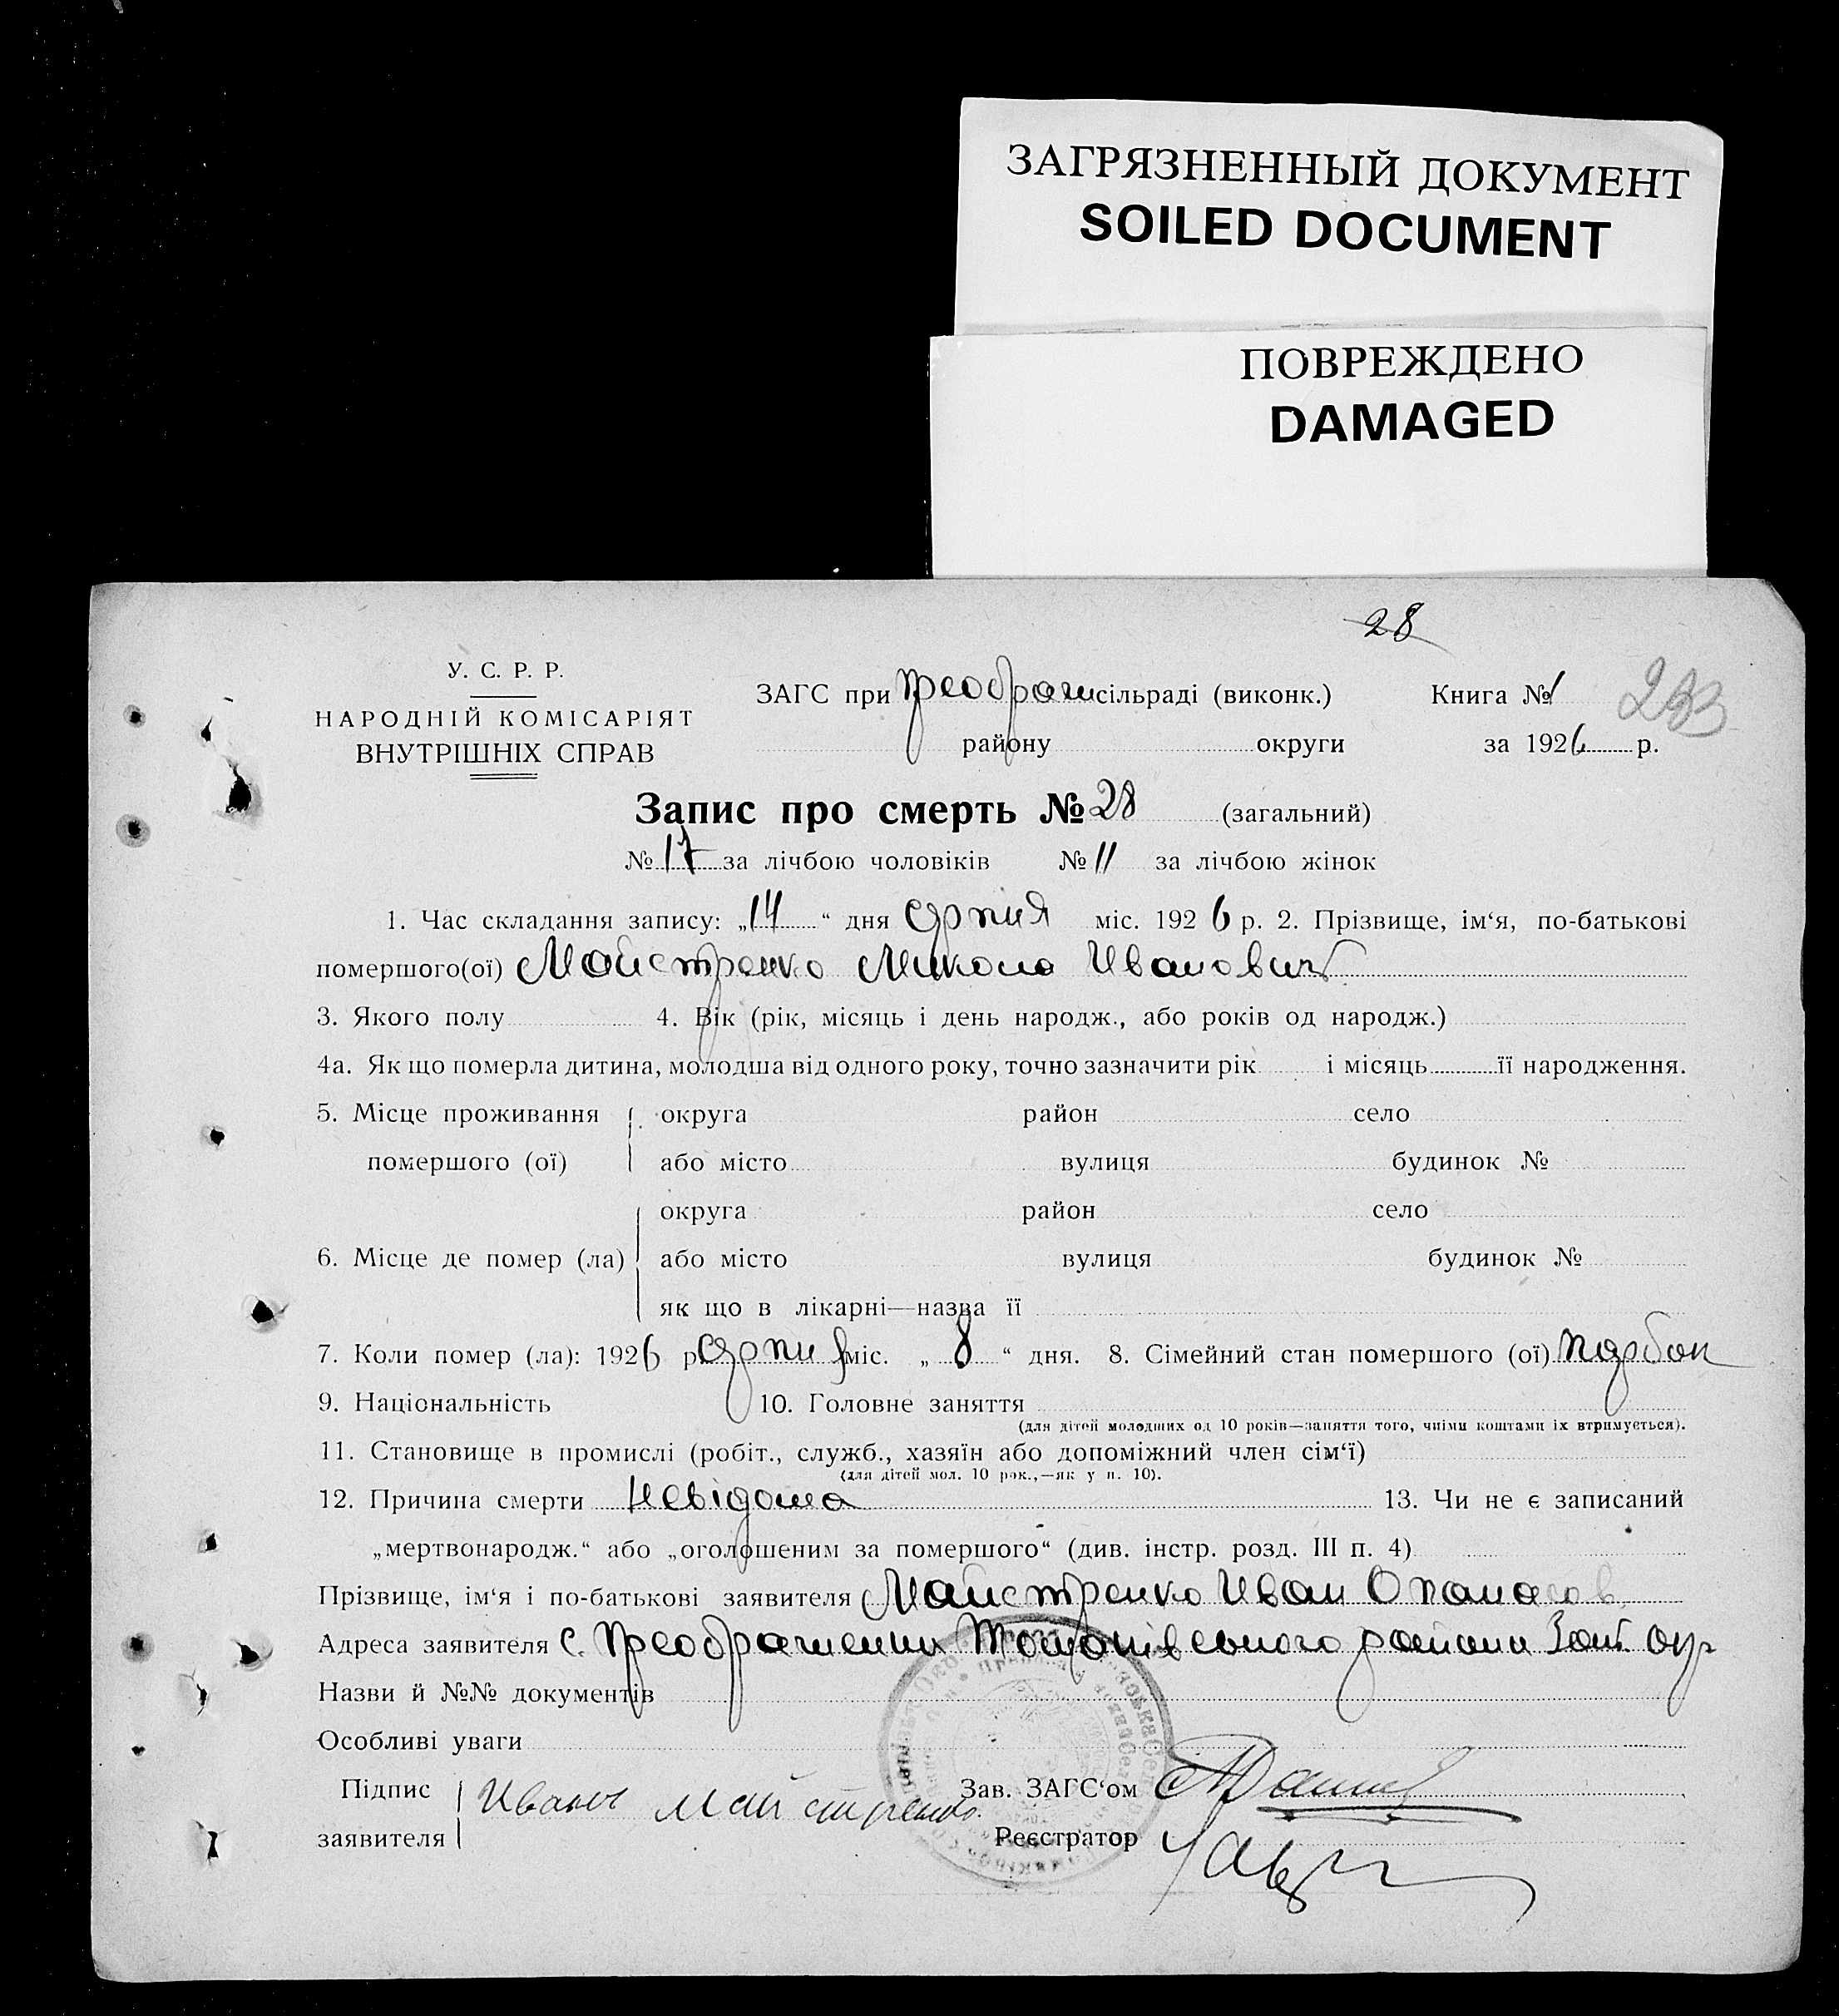 ЗАГРЯЗНЕННЫЙ ДОКУМЕНТ
SOILED DOCUMENT
ПОВРЕЖДЕНО
DAMAGED
28
У. С. Р. Р.
НАРОДНІЙ КОМІСАРІЯТ
ВНУТРІШНІХ СПРАВ
ЗАГС при Преображ сільраді (виконк.) Книга № 1
району округи за 1926 р.
Запис про смерть № 28 (загальний)
№ 17 за лічбою чоловіків № 11 за лічбою жінок
1. Час складання запису: „14“ дня серпня міс. 1926 р. 2. Прізвище, ім‘я, по-батькові
помершого(ої) Майстренко Микола Иванович
3. Якого полу 4. Вік (рік, місяць і день народж., або років од народж.)
4а. Як що померла дитина, молодша від одного року, точно зазначити рік і місяць її народження.
5. Місце проживання округа район село
помершого (ої) або місто вулиця будинок №
округа район село
6. Місце де помер (ла) або місто вулиця будинок №
як що в лікарні—назва її
7. Коли помер (ла): 1926 р. серпня міс. „8“ дня. 8. Сімейний стан помершого (ої) парубок
9. Національність 10. Головне заняття
(для дітей молодших од 10 років—заняття того, чиїми коштами їх втримується).
11. Становище в промислі (робіт., служб., хазяїн або допоміжний член сім‘ї)
(для дітей мол. 10 рок.,—як у п. 10).
12. Причина смерти невідома 13. Чи не є записаний
„мертвонародж.“ або „оголошеним за помершого“ (див. інстр. розд. III п. 4)
Прізвище, ім‘я і по-батькові заявителя Майстренко Иван Опанасов
Адреса заявителя с. Преображенки района Зап окр
Назви й №№ документів
Особливі уваги
Підпис заявителя Иван Майстренко.
Зав. ЗАГС‘ом
Реєстратор